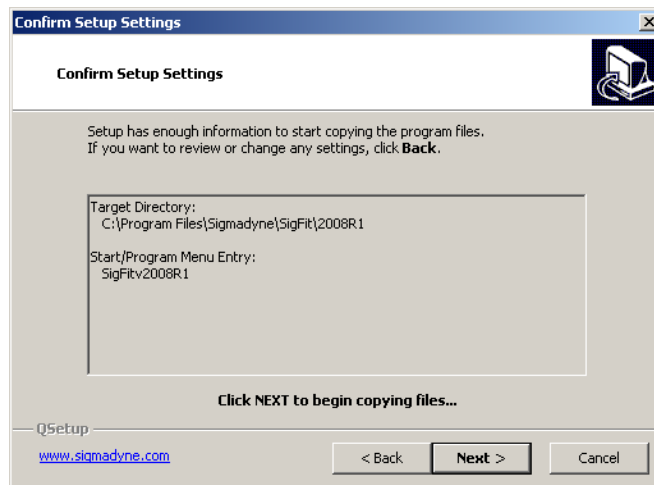 Confirm Setup Settings
Confirm Setup Settings
Setup has enough information to start copying the program files.
If you want to review or change any settings, click Back.
Target Directory:
C:\Program Files\Sigmadyne\SigFit\2008R1
Start/Program Menu Entry:
SigFitv2008R1
Click NEXT to begin copying files...
QSetup
www.sigmadyne.com
< Back
Next >
Cancel